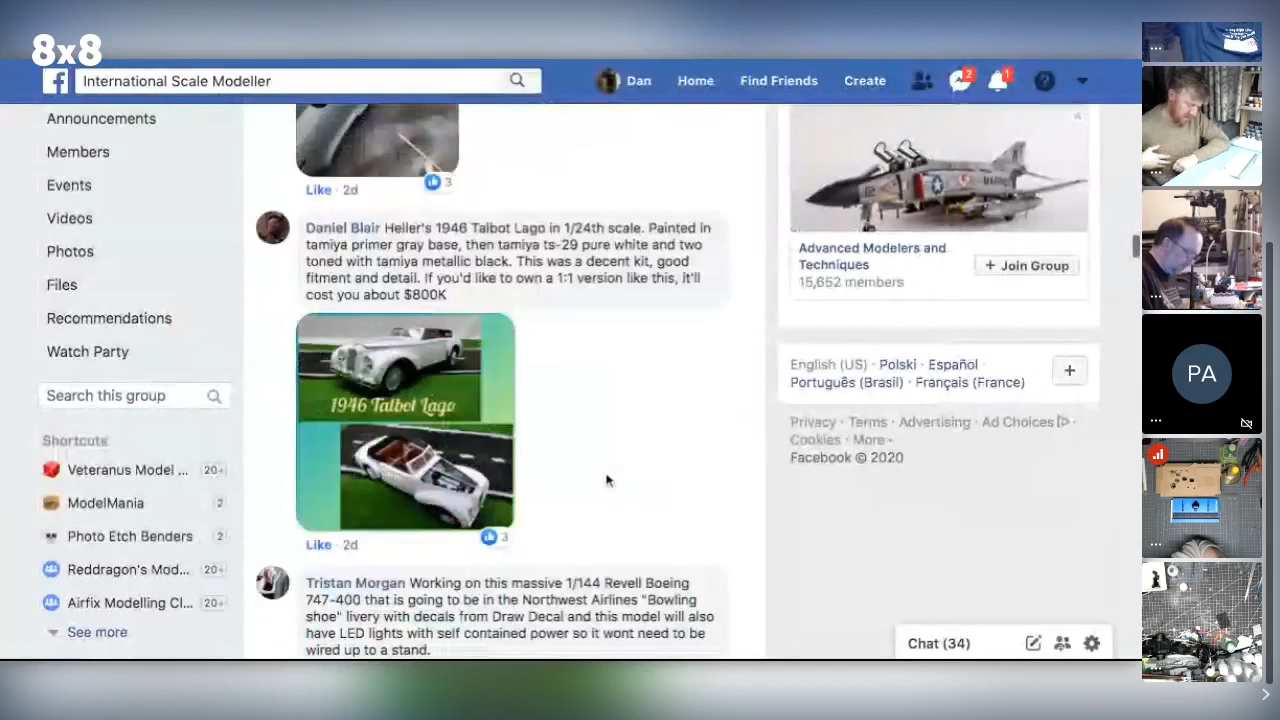 8x8
International Scale Modeller
Dan
Home
Find Friends
Create
2
1
Announcements
Members
Events
Videos
Photos
Files
Recommendations
Watch Party
Search this group
Shortcuts
Veteranus Model ... 20+
ModelMania 2
Photo Etch Benders 2
Reddragon's Mod... 20+
Airfix Modelling Cl... 20+
See more
Like · 2d
3
Daniel Blair Heller's 1946 Talbot Lago in 1/24th scale. Painted in
tamiya primer gray base, then tamiya ts-29 pure white and two
toned with tamiya metallic black. This was a decent kit, good
fitment and detail. If you'd like to own a 1:1 version like this, it'll
cost you about $800K
1946 Talbot Lago
Like · 2d
3
Tristan Morgan Working on this massive 1/144 Revell Boeing
747-400 that is going to be in the Northwest Airlines "Bowling
shoe" livery with decals from Draw Decal and this model will also
have LED lights with self contained power so it wont need to be
wired up to a stand.
Advanced Modelers and
Techniques
15,652 members
+ Join Group
English (US) · Polski · Español ·
Português (Brasil) · Français (France)
+
Privacy · Terms · Advertising · Ad Choices ·
Cookies · More ·
Facebook © 2020
Chat (34)
PA